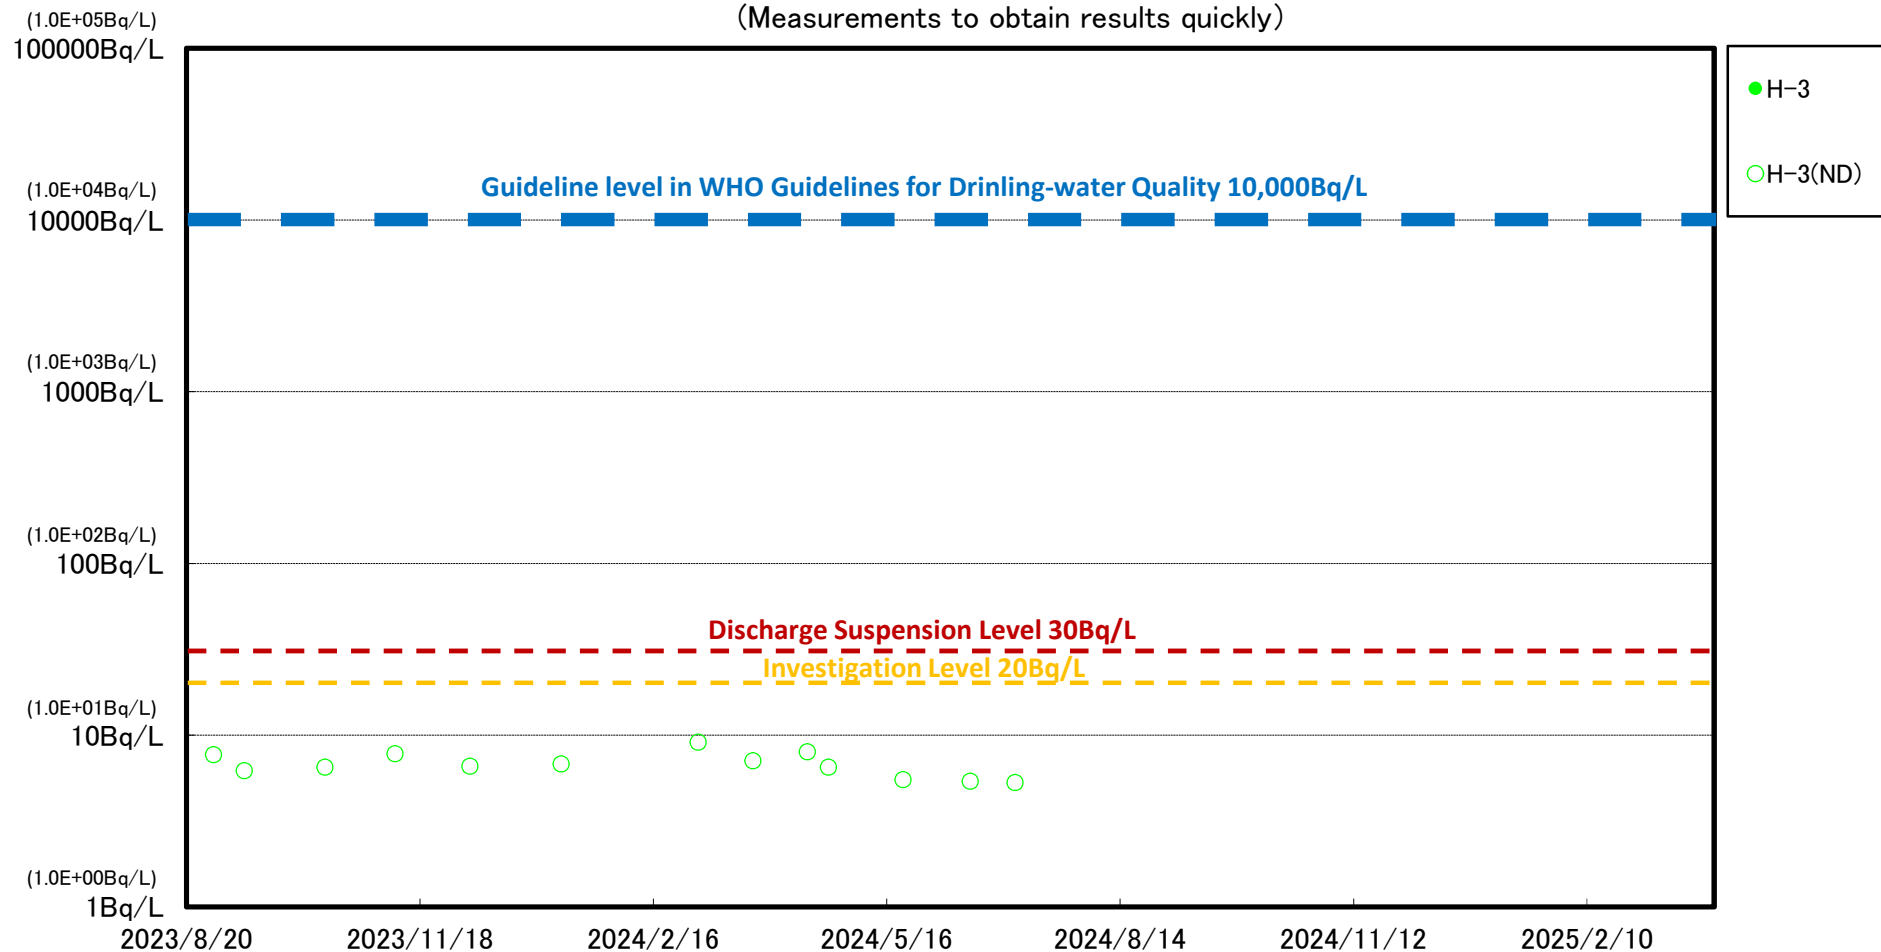 (Measurements to obtain results quickly)
(1.0E+05Bq/L)
100000Bq/L
H-3
H-3(ND)
Guideline level in WHO Guidelines for Drinling-water Quality 10,000Bq/L
(1.0E+04Bq/L)
10000Bq/L
(1.0E+03Bq/L)
1000Bq/L
(1.0E+02Bq/L)
100Bq/L
Discharge Suspension Level 30Bq/L
Investigation Level 20Bq/L
(1.0E+01Bq/L)
10Bq/L
(1.0E+00Bq/L)
1Bq/L
2023/8/20 2023/11/18 2024/2/16 2024/5/16 2024/8/14 2024/11/12 2025/2/10